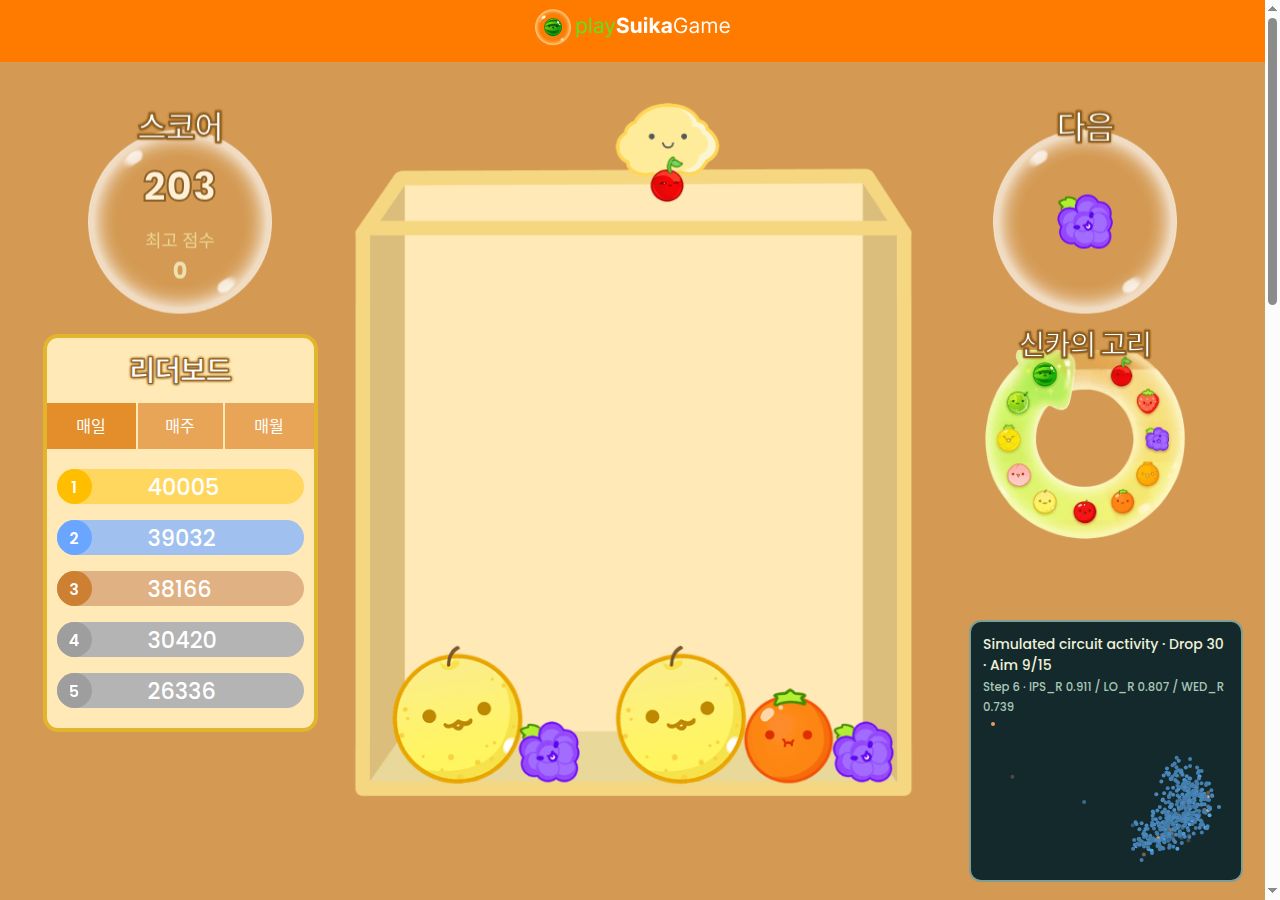 playSuikaGame
스코어
203
최고 점수
0
다음
리더보드
매일 매주 매월
1 40005
2 39032
3 38166
4 30420
5 26336
신카의 고리
Simulated circuit activity · Drop 30
· Aim 9/15
Step 6 · IPS_R 0.911 / LO_R 0.807 / WED_R
0.739